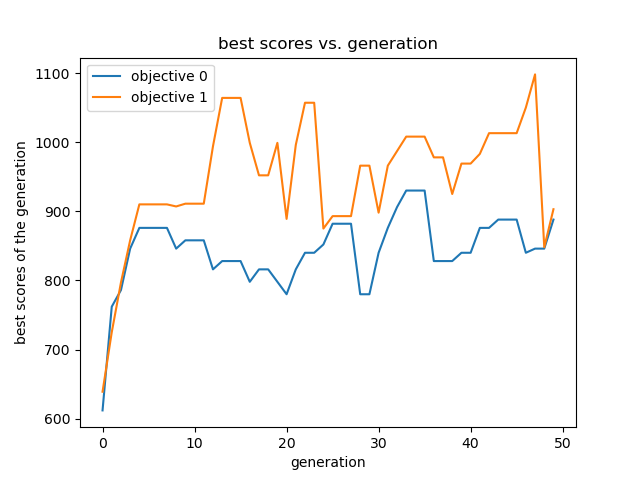 best scores vs. generation
objective 0
objective 1
best scores of the generation
1100
1000
900
800
700
600
0 10 20 30 40 50
generation